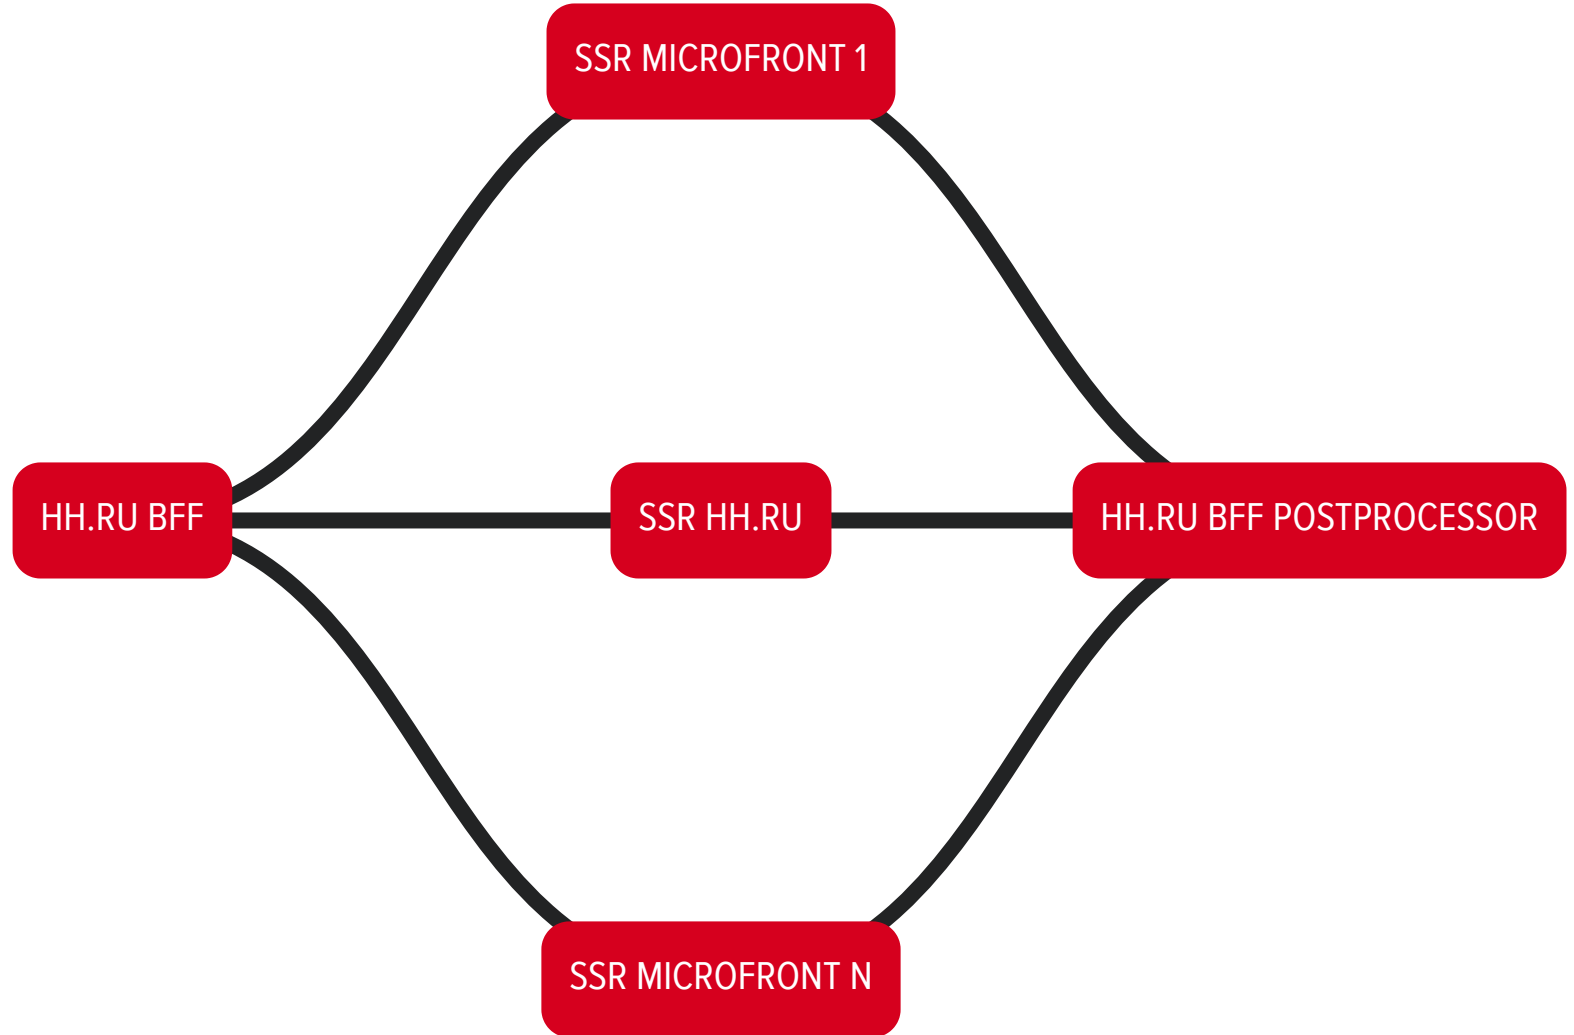 SSR MICROFRONT 1
HH.RU BFF
SSR HH.RU
HH.RU BFF POSTPROCESSOR
SSR MICROFRONT N